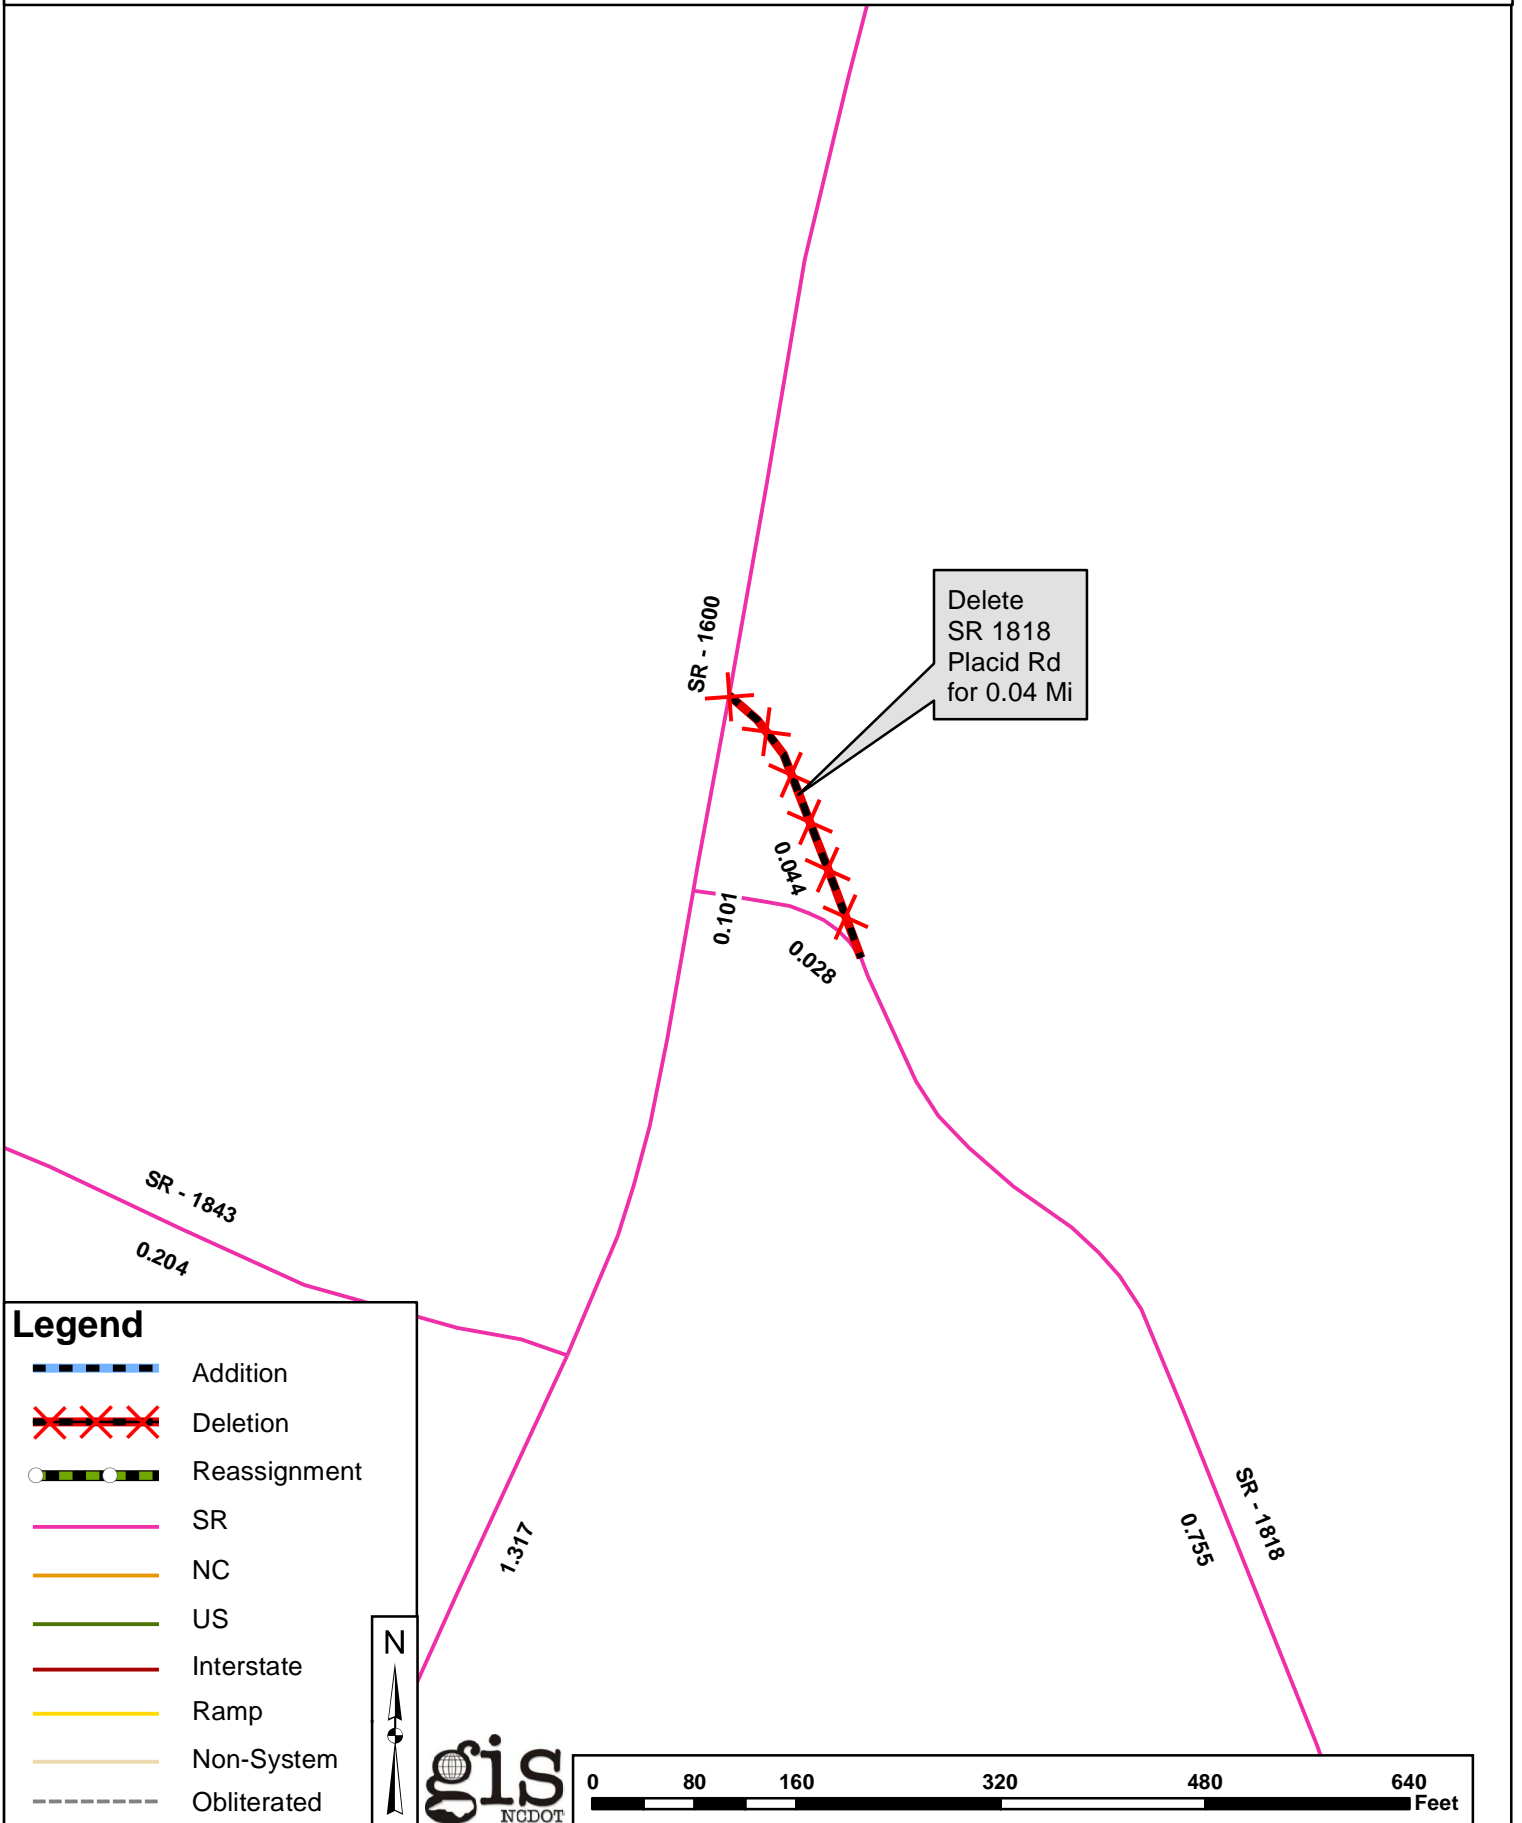 SR - 1600
Delete
SR 1818
Placid Rd
for 0.04 Mi
0.044
0.101
0.028
SR - 1843
0.204
1.317
SR - 1818
0.755
Legend
Addition
Deletion
Reassignment
SR
NC
US
Interstate
Ramp
Non-System
Obliterated
N
gis
NCDOT
0 80 160 320 480 640
Feet